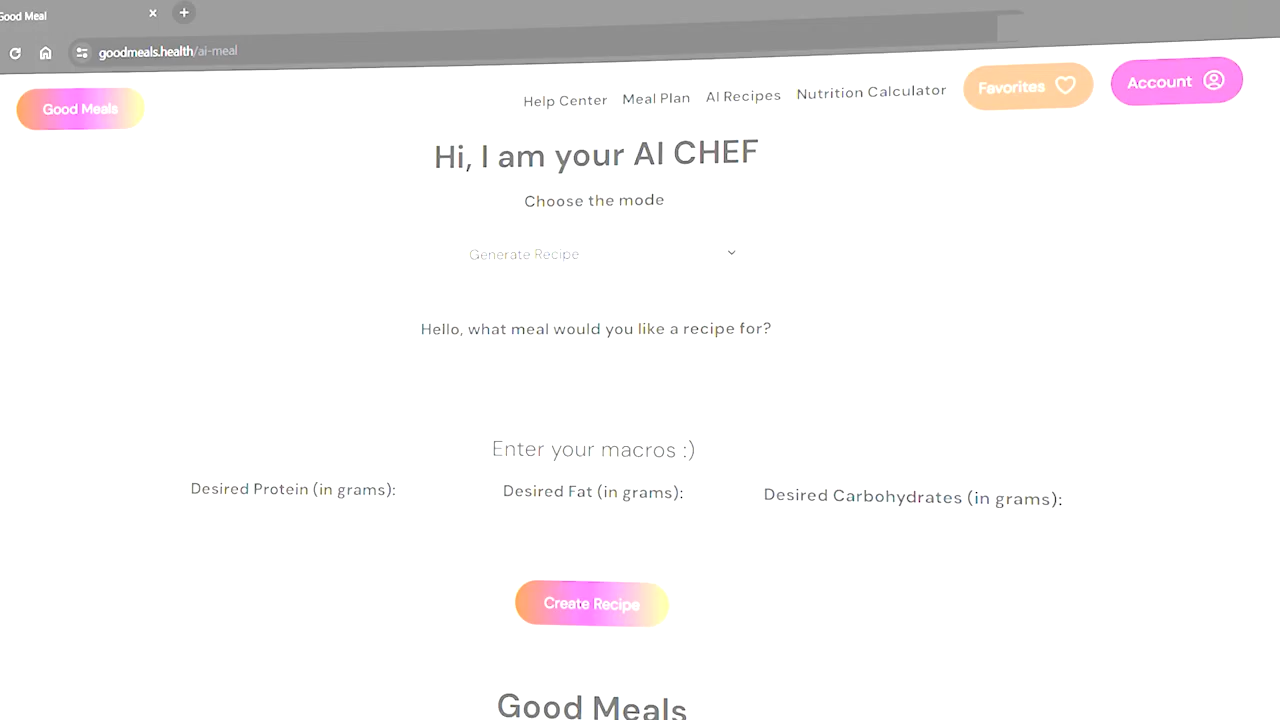 Good Meal
goodmeals.health/ai-meal
Good Meals
Help Center Meal Plan AI Recipes Nutrition Calculator Favorites Account
Hi, I am your AI CHEF
Choose the mode
Generate Recipe
Hello, what meal would you like a recipe for?
Enter your macros :)
Desired Protein (in grams): Desired Fat (in grams): Desired Carbohydrates (in grams):
Create Recipe
Good Meals